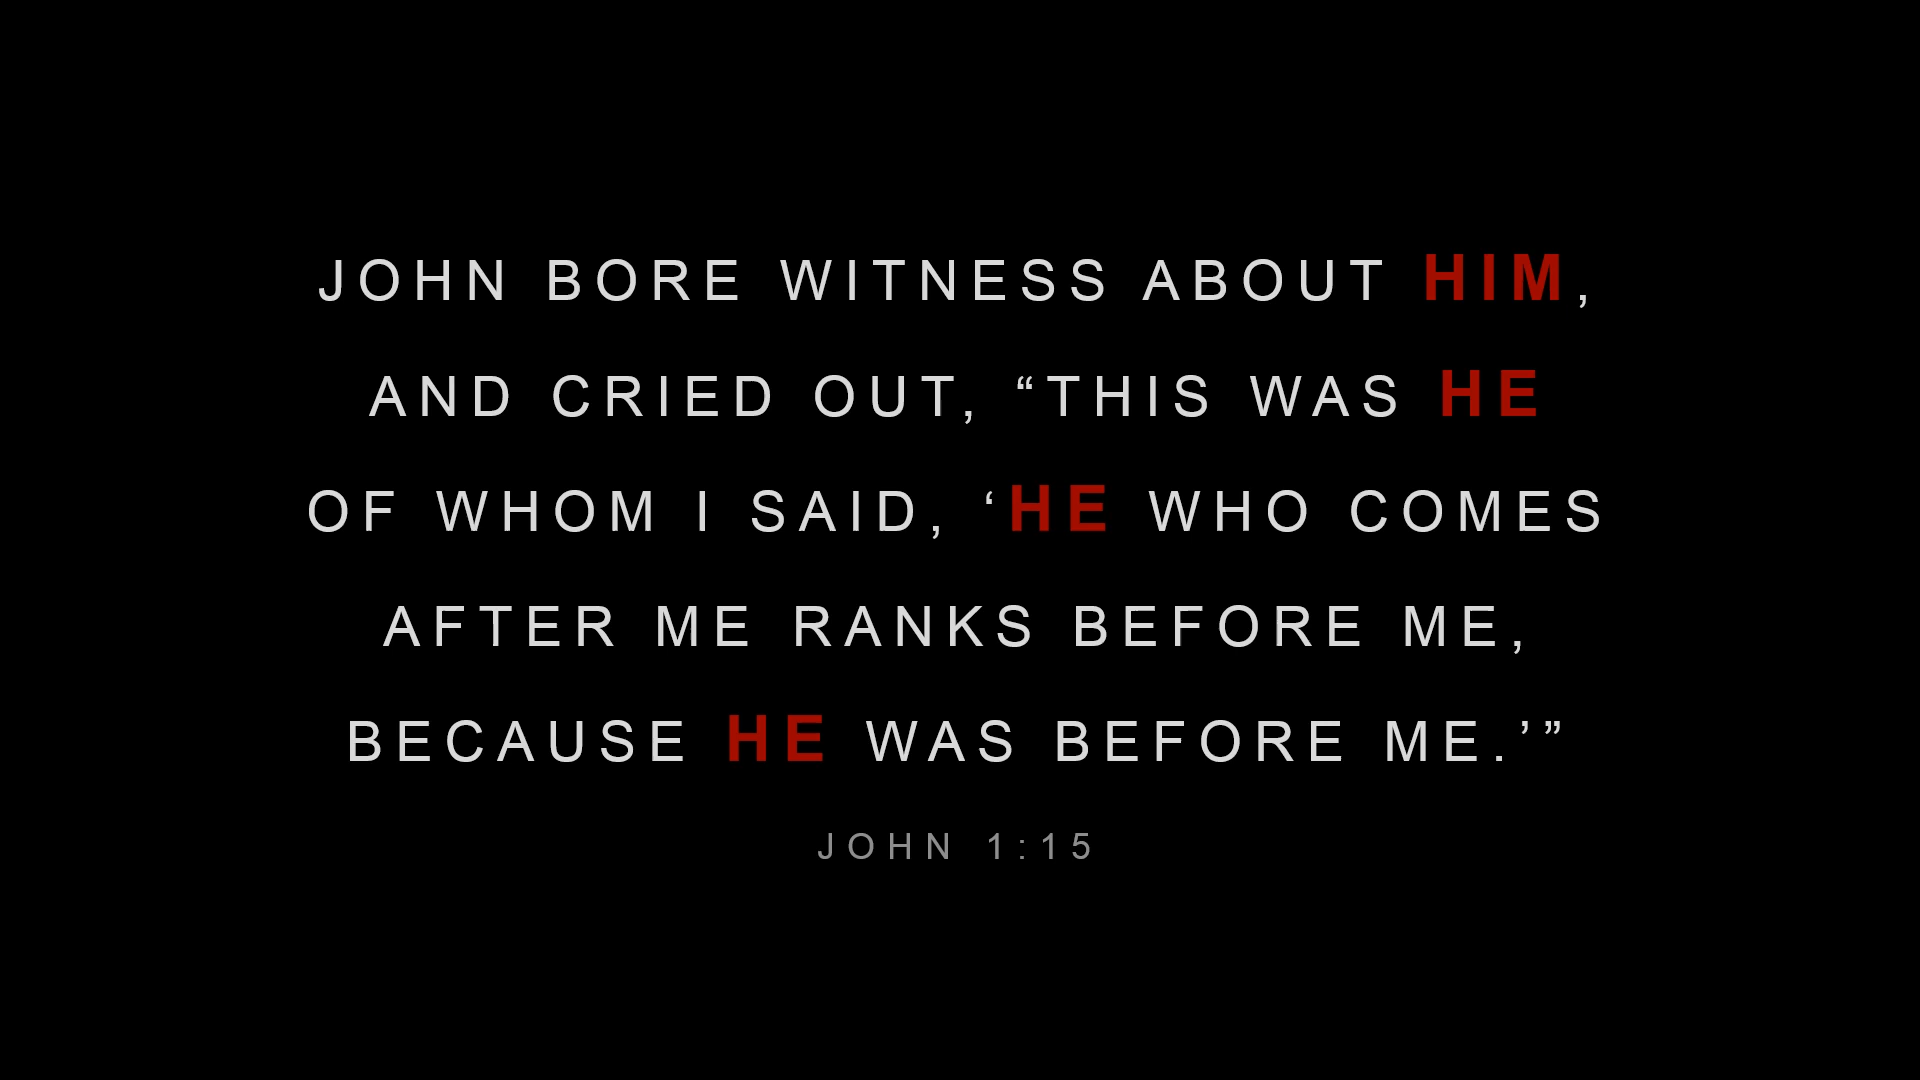 JOHN BORE WITNESS ABOUT HIM,
AND CRIED OUT, “THIS WAS HE
OF WHOM I SAID, ‘HE WHO COMES
AFTER ME RANKS BEFORE ME,
BECAUSE HE WAS BEFORE ME.’”
JOHN 1:15